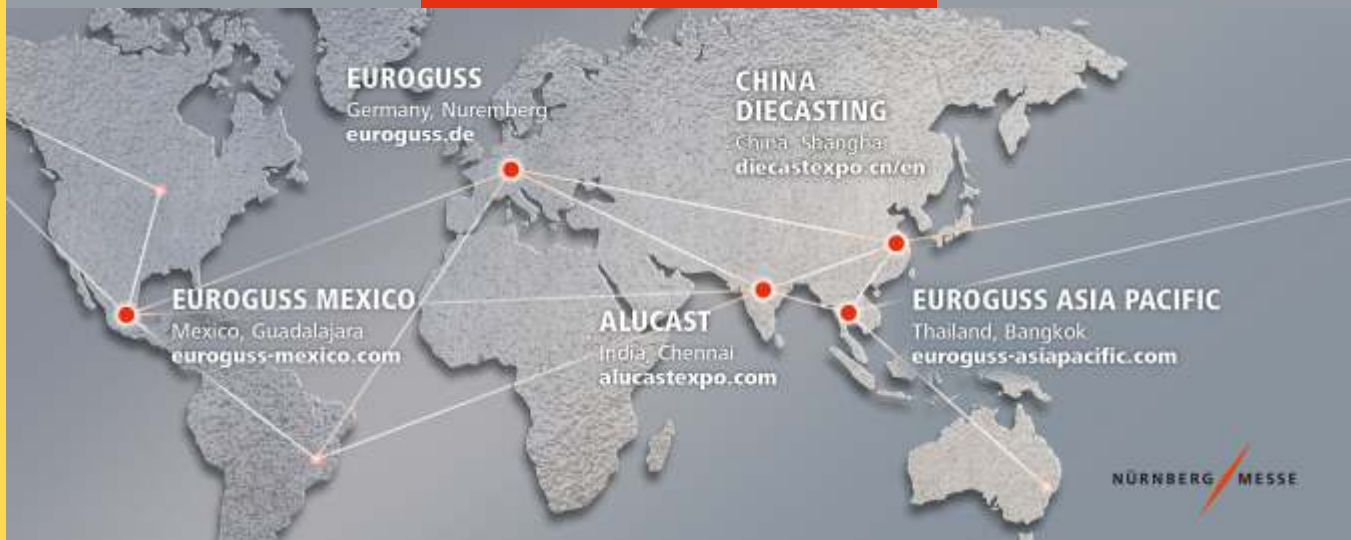 EUROGUSS
Germany, Nuremberg
euroguss.de
CHINA
DIECASTING
China, Shanghai
diecastexpo.cn/en
EUROGUSS MEXICO
Mexico, Guadalajara
euroguss-mexico.com
ALUCAST
India, Chennai
alucastexpo.com
EUROGUSS ASIA PACIFIC
Thailand, Bangkok
euroguss-asiapacific.com
NÜRNBERG MESSE